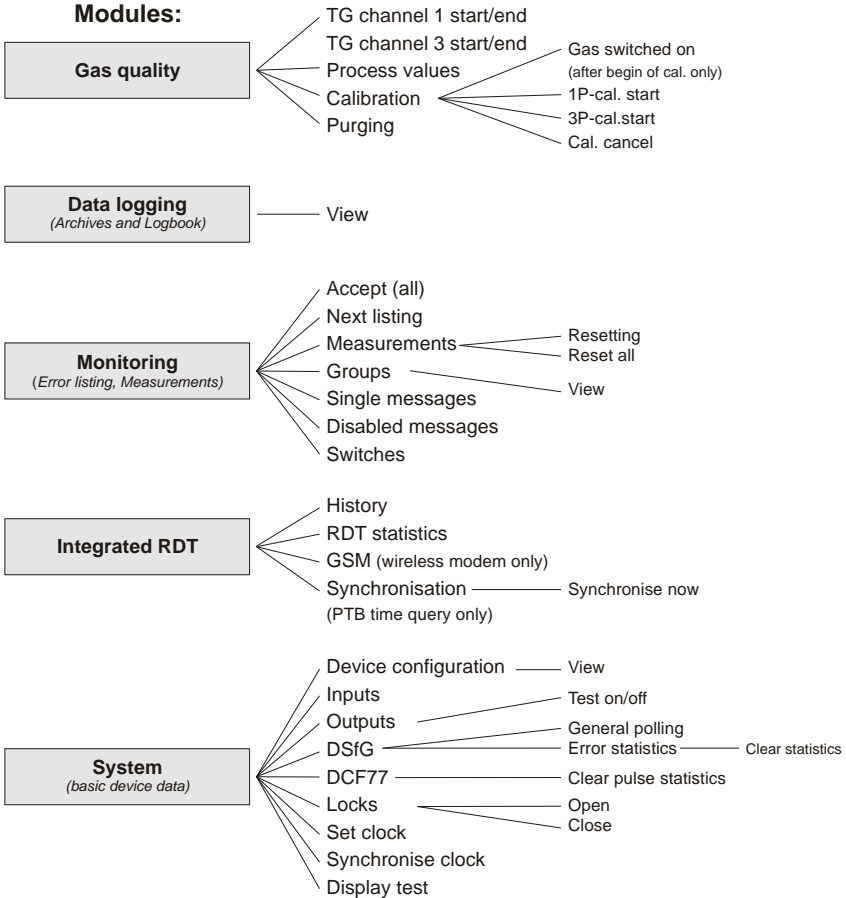 Modules:
Gas quality
TG channel 1 start/end
TG channel 3 start/end
Process values
Calibration
Purging
Gas switched on
(after begin of cal. only)
1P-cal. start
3P-cal.start
Cal. cancel
Data logging
(Archives and Logbook)
View
Monitoring
(Error listing, Measurements)
Accept (all)
Next listing
Measurements
Groups
Single messages
Disabled messages
Switches
Resetting
Reset all
View
Integrated RDT
History
RDT statistics
GSM (wireless modem only)
Synchronisation
(PTB time query only)
Synchronise now
System
(basic device data)
Device configuration
Inputs
Outputs
DSfG
DCF77
Locks
Set clock
Synchronise clock
Display test
View
Test on/off
General polling
Error statistics
Clear statistics
Clear pulse statistics
Open
Close